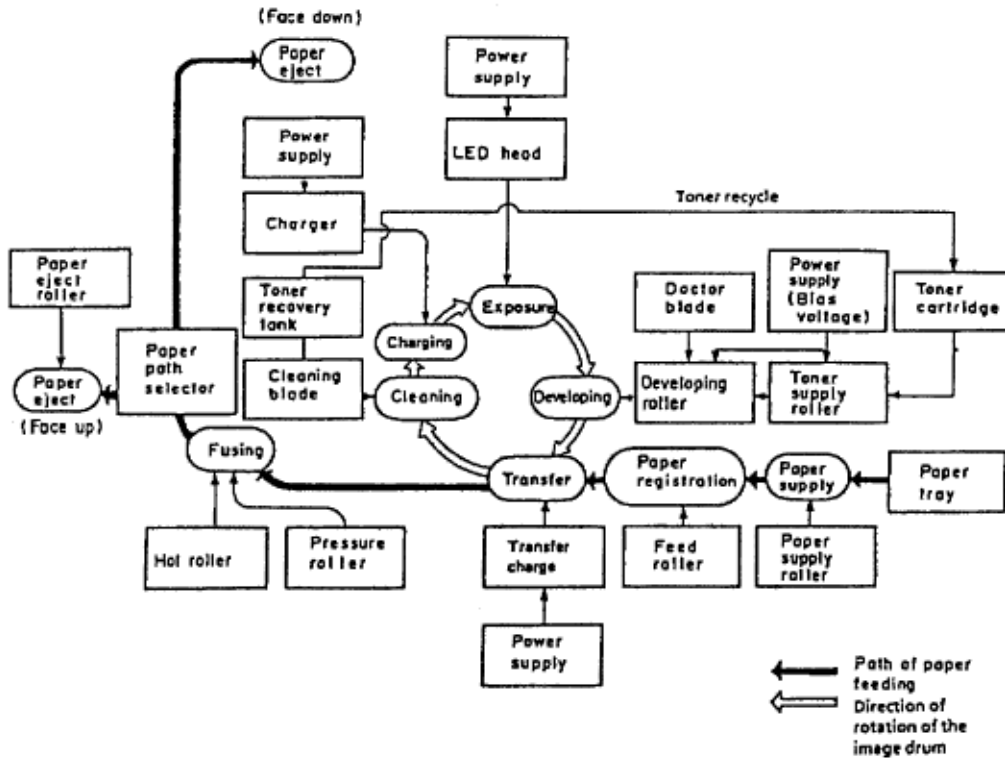 (Face down)
Paper
eject
Power
supply
Power
supply
LED head
Charger
Toner recycle
Paper
eject
roller
Toner
recovery
tank
Exposure
Doctor
blade
Power
supply
(Bias
voltage)
Toner
cartridge
Charging
Paper
path
selector
Paper
eject
(Face up)
Cleaning
blade
Cleaning
Developing
Developing
roller
Toner
supply
roller
Fusing
Transfer
Paper
registration
Paper
supply
Paper
tray
Hot roller
Pressure
roller
Transfer
charge
Feed
roller
Paper
supply
roller
Power
supply
Path of paper
feeding
Direction of
rotation of the
image drum